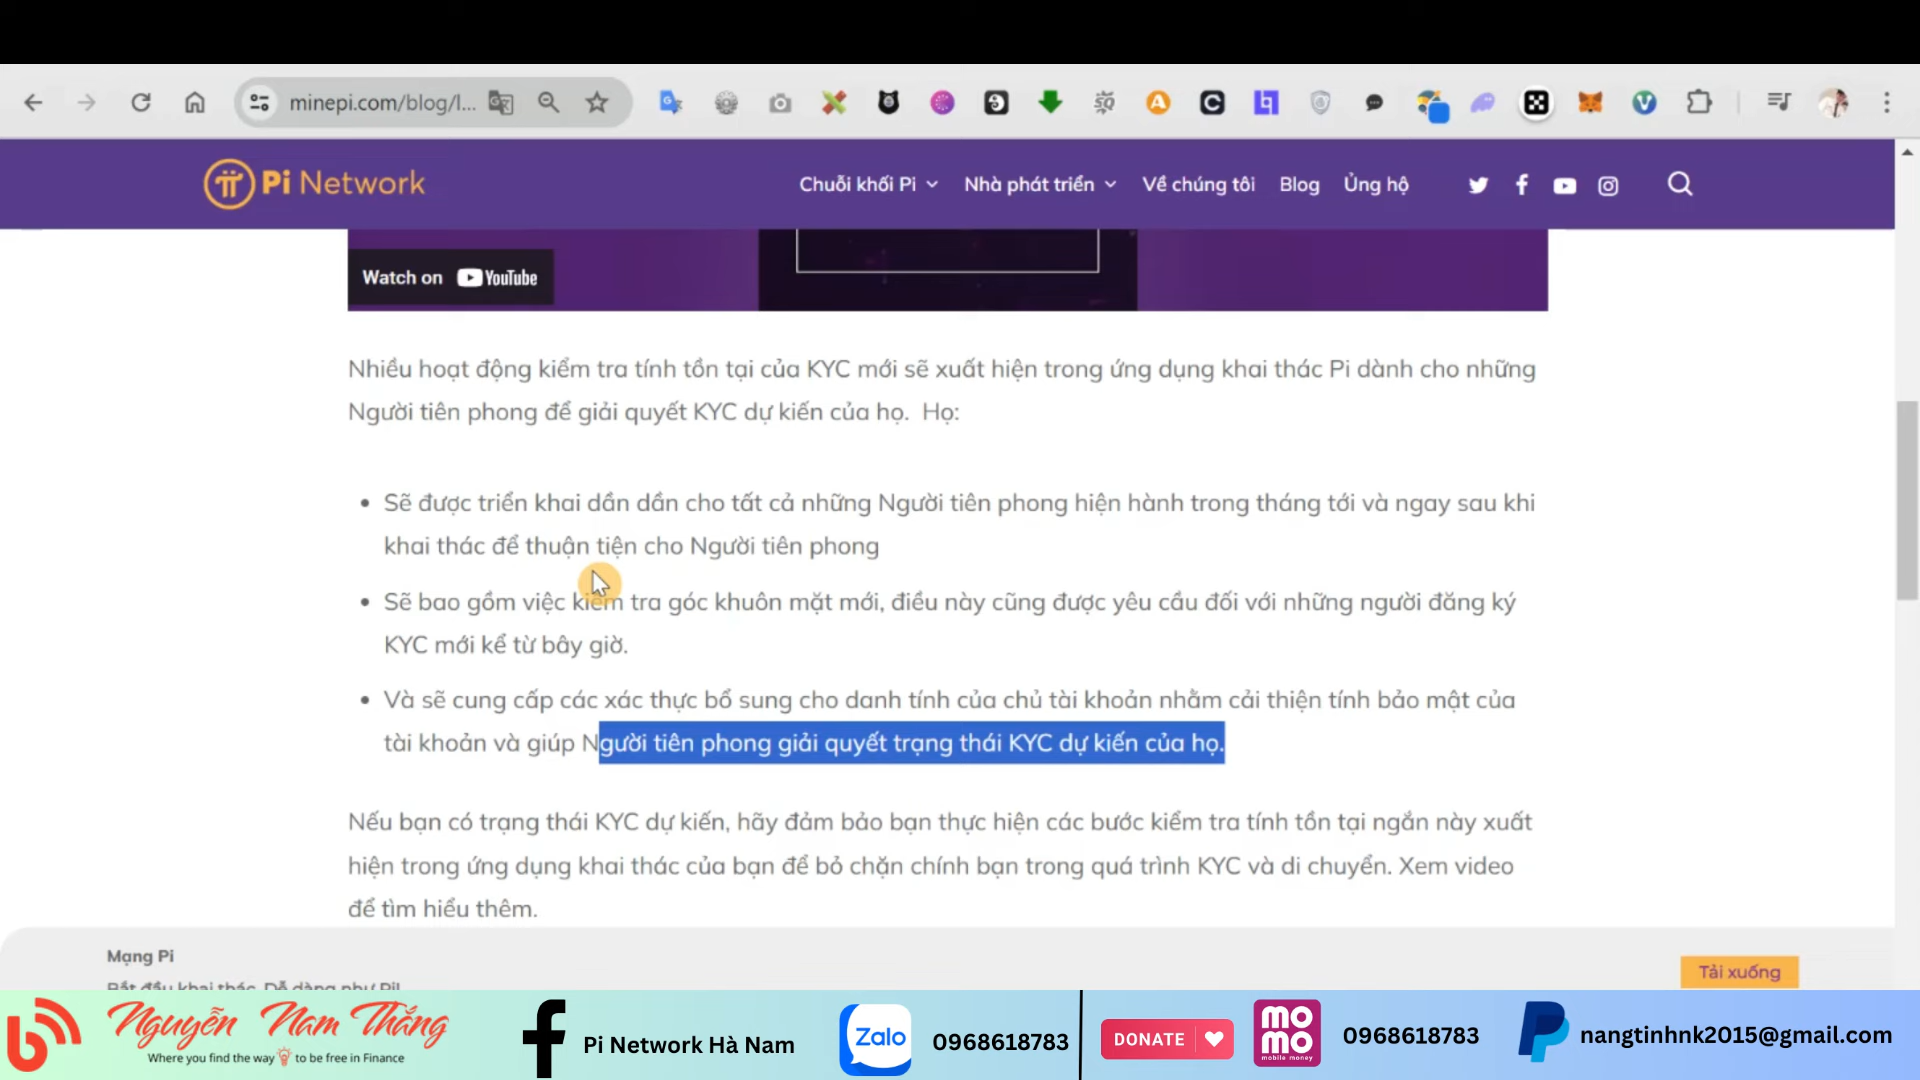 minepi.com/blog/l...
Pi Network
Chuỗi khối Pi
Nhà phát triển
Về chúng tôi
Blog
Ủng hộ
Watch on YouTube
Nhiều hoạt động kiểm tra tính tồn tại của KYC mới sẽ xuất hiện trong ứng dụng khai thác Pi dành cho những
Người tiên phong để giải quyết KYC dự kiến của họ. Họ:
Sẽ được triển khai dần dần cho tất cả những Người tiên phong hiện hành trong tháng tới và ngay sau khi
khai thác để thuận tiện cho Người tiên phong
Sẽ bao gồm việc kiểm tra góc khuôn mặt mới, điều này cũng được yêu cầu đối với những người đăng ký
KYC mới kể từ bây giờ.
Và sẽ cung cấp các xác thực bổ sung cho danh tính của chủ tài khoản nhằm cải thiện tính bảo mật của
tài khoản và giúp Người tiên phong giải quyết trạng thái KYC dự kiến của họ.
Nếu bạn có trạng thái KYC dự kiến, hãy đảm bảo bạn thực hiện các bước kiểm tra tính tồn tại ngắn này xuất
hiện trong ứng dụng khai thác của bạn để bỏ chặn chính bạn trong quá trình KYC và di chuyển. Xem video
để tìm hiểu thêm.
Mạng Pi
Bắt đầu khai thác. Dễ dàng như Pi!
Tải xuống
Nguyễn Nam Thắng
Where you find the way to be free in Finance
Pi Network Hà Nam
Zalo
0968618783
DONATE
mo
mo
mobile money
0968618783
nangtinhnk2015@gmail.com